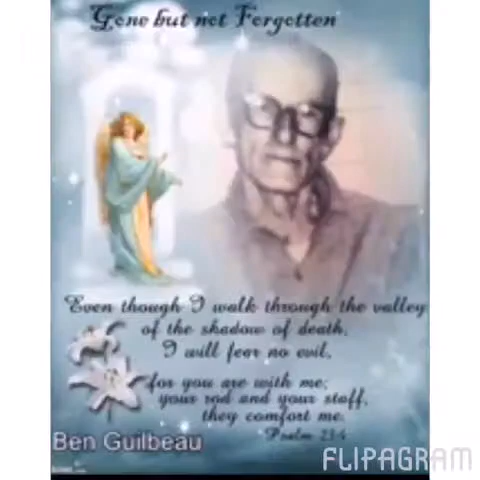 Gone but not Forgotten
Even though I walk through the valley
of the shadow of death,
I will fear no evil,
for you are with me;
your rod and your staff,
they comfort me.
Psalm 23:4
Ben Guilbeau
FLIPAGRAM